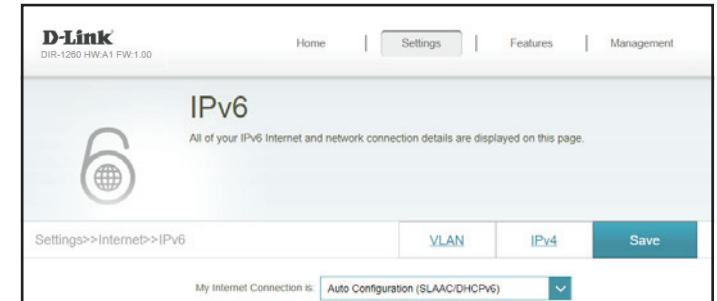 D-Link
DIR-1260 HW:A1 FW:1.00
Home | Settings | Features | Management
IPv6
All of your IPv6 Internet and network connection details are displayed on this page.
Settings>>Internet>>IPv6 VLAN IPv4 Save
My Internet Connection is: Auto Configuration (SLAAC/DHCPv6)